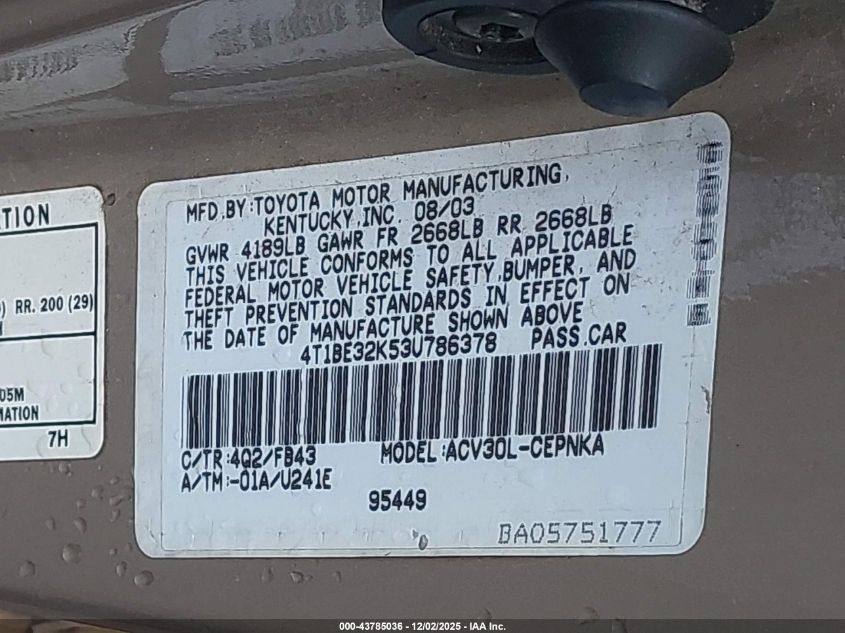 ATION
RR. 200 (29)
05M
MATION
7H
MFD.BY:TOYOTA MOTOR MANUFACTURING,
KENTUCKY,INC. 08/03
GVWR 4189LB GAWR FR 2668LB RR 2668LB
THIS VEHICLE CONFORMS TO ALL APPLICABLE
FEDERAL MOTOR VEHICLE SAFETY,BUMPER, AND
THEFT PREVENTION STANDARDS IN EFFECT ON
THE DATE OF MANUFACTURE SHOWN ABOVE
4T1BE32K53U786378 PASS.CAR
C/TR:4Q2/FB43 MODEL:ACV30L-CEPNKA
A/TM:-01A/U241E
95449
BA05751777
000-43785036 - 12/02/2025 - IAA Inc.